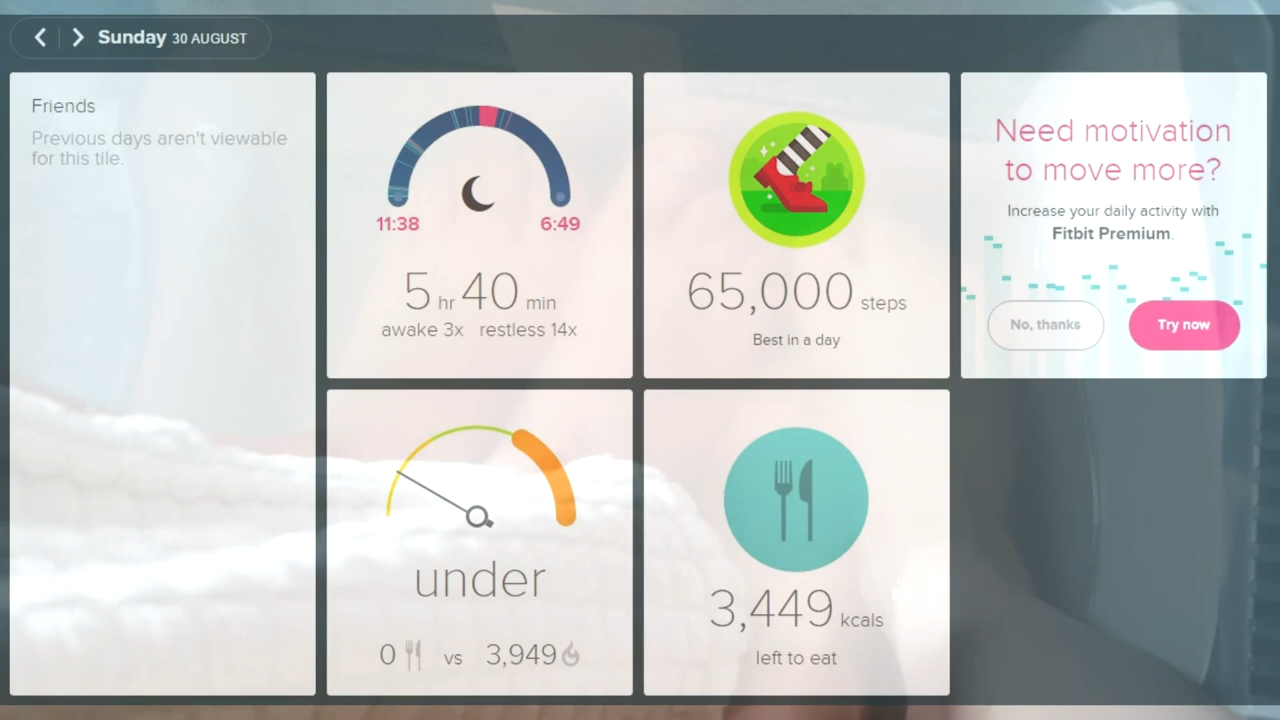 Sunday 30 AUGUST
Friends
Previous days aren't viewable
for this tile.
11:38 6:49
5 hr 40 min
awake 3x restless 14x
65,000 steps
Best in a day
Need motivation
to move more?
Increase your daily activity with
Fitbit Premium.
No, thanks Try now
under
0 vs 3,949
3,449 kcals
left to eat